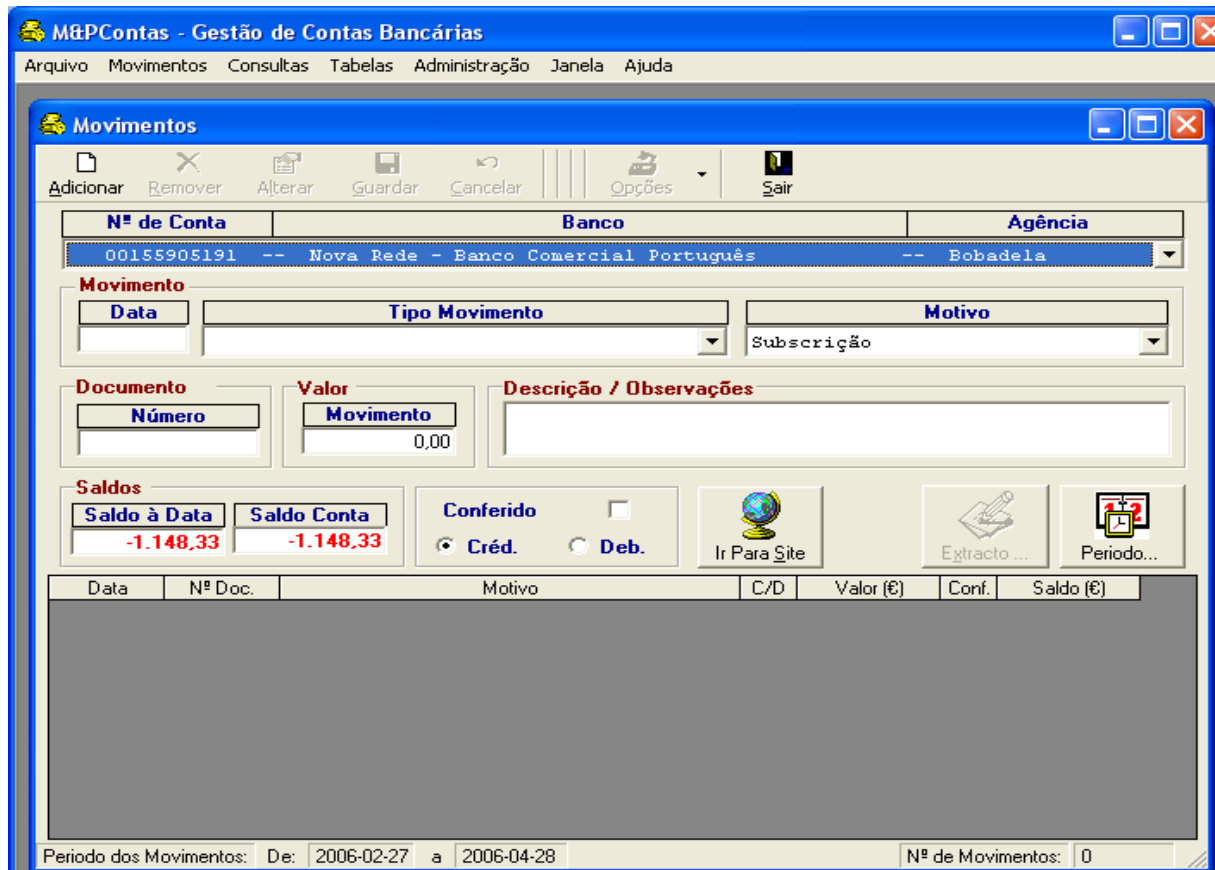 M&PContas - Gestão de Contas Bancárias
Arquivo Movimentos Consultas Tabelas Administração Janela Ajuda
Movimentos
Adicionar Remover Alterar Guardar Cancelar Opções Sair
Nº de Conta Banco Agência
00155905191 -- Nova Rede - Banco Comercial Português -- Bobadela
Movimento
Data Tipo Movimento Motivo
Subscrição
Documento Valor Descrição / Observações
Número Movimento
0,00
Saldos
Saldo à Data Saldo Conta Conferido
-1.148,33 -1.148,33 Créd. Deb. Ir Para Site Extracto ... Periodo...
Data Nº Doc. Motivo C/D Valor (€) Conf. Saldo (€)
Periodo dos Movimentos: De: 2006-02-27 a 2006-04-28 Nº de Movimentos: 0